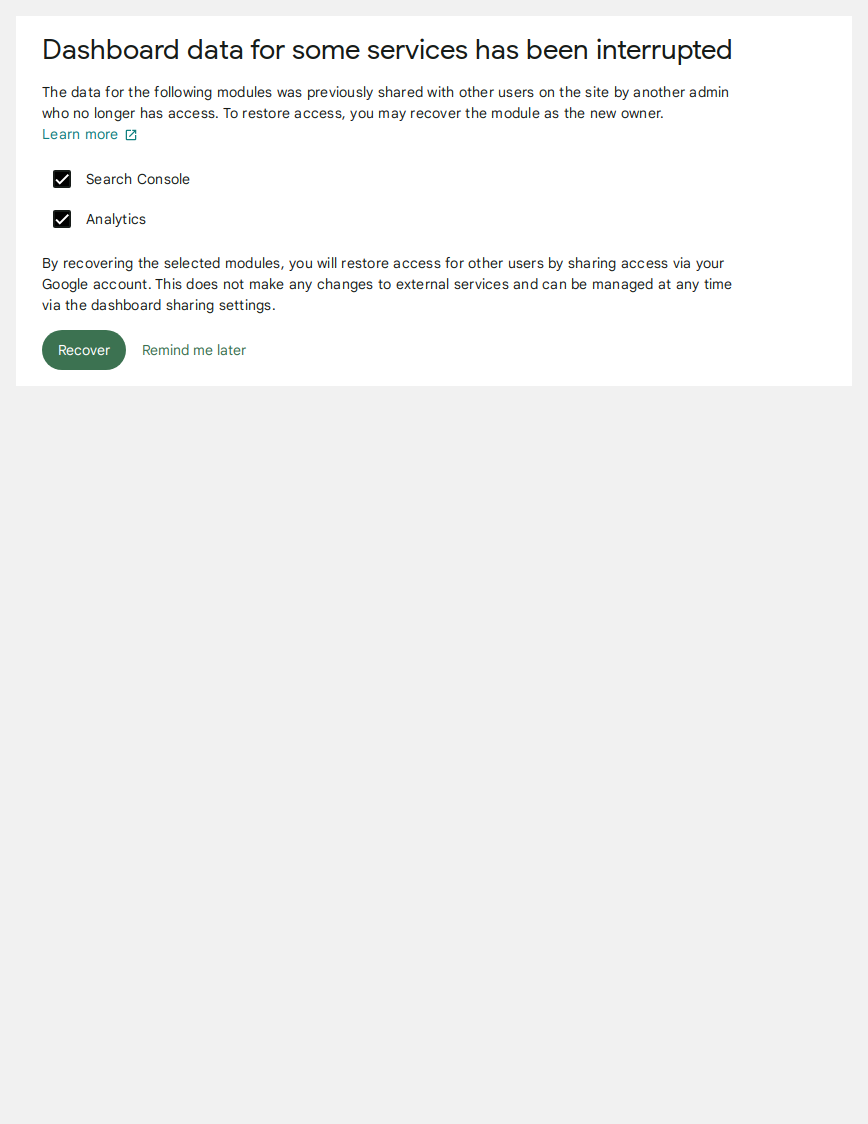 Dashboard data for some services has been interrupted
The data for the following modules was previously shared with other users on the site by another admin
who no longer has access. To restore access, you may recover the module as the new owner.
Learn more
Search Console
Analytics
By recovering the selected modules, you will restore access for other users by sharing access via your
Google account. This does not make any changes to external services and can be managed at any time
via the dashboard sharing settings.
Recover
Remind me later